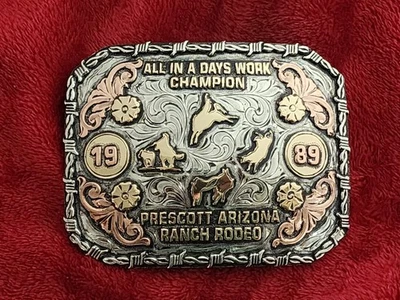 ALL IN A DAYS WORK
CHAMPION
19 89
PRESCOTT ARIZONA
RANCH RODEO